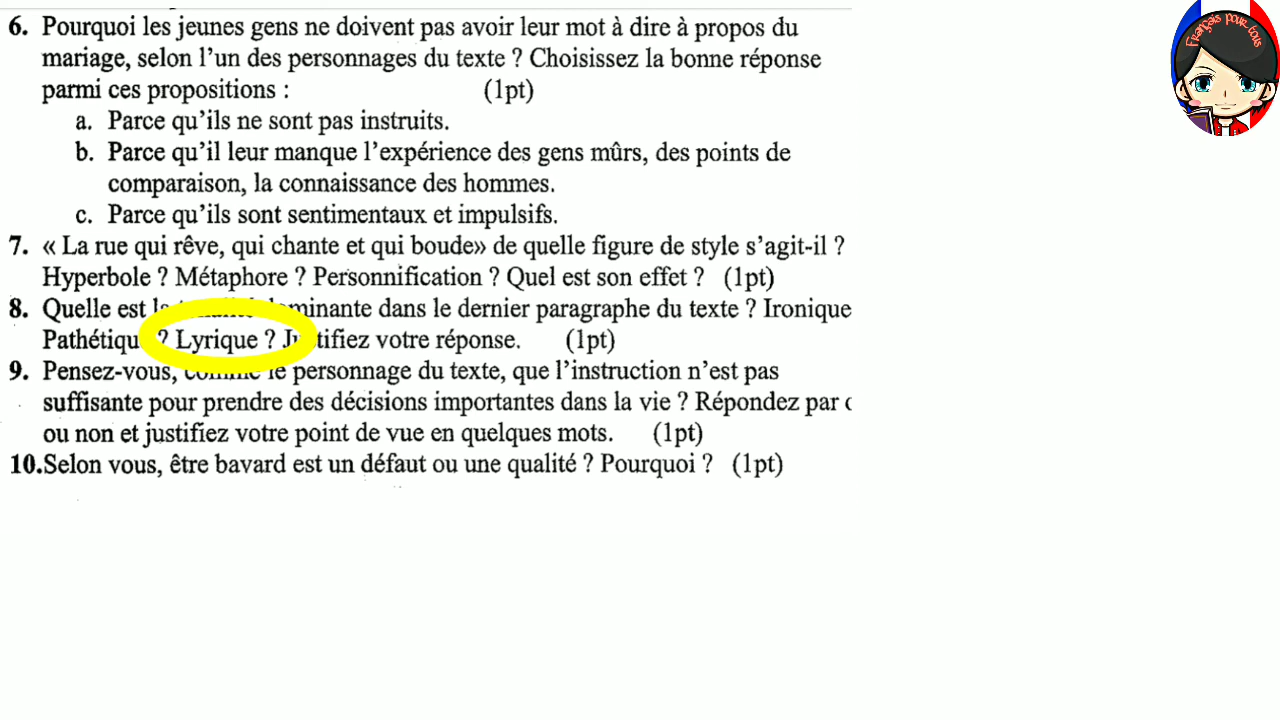 6. Pourquoi les jeunes gens ne doivent pas avoir leur mot à dire à propos du
mariage, selon l'un des personnages du texte ? Choisissez la bonne réponse
parmi ces propositions : (1pt)
a. Parce qu'ils ne sont pas instruits.
b. Parce qu'il leur manque l'expérience des gens mûrs, des points de
comparaison, la connaissance des hommes.
c. Parce qu'ils sont sentimentaux et impulsifs.
7. « La rue qui rêve, qui chante et qui boude» de quelle figure de style s'agit-il ?
Hyperbole ? Métaphore ? Personnification ? Quel est son effet ? (1pt)
8. Quelle est dominante dans le dernier paragraphe du texte ? Ironique
Pathétiqu ? Lyrique ? Justifiez votre réponse. (1pt)
9. Pensez-vous, comme le personnage du texte, que l'instruction n'est pas
suffisante pour prendre des décisions importantes dans la vie ? Répondez par
ou non et justifiez votre point de vue en quelques mots. (1pt)
10.Selon vous, être bavard est un défaut ou une qualité ? Pourquoi ? (1pt)
Français pour tous